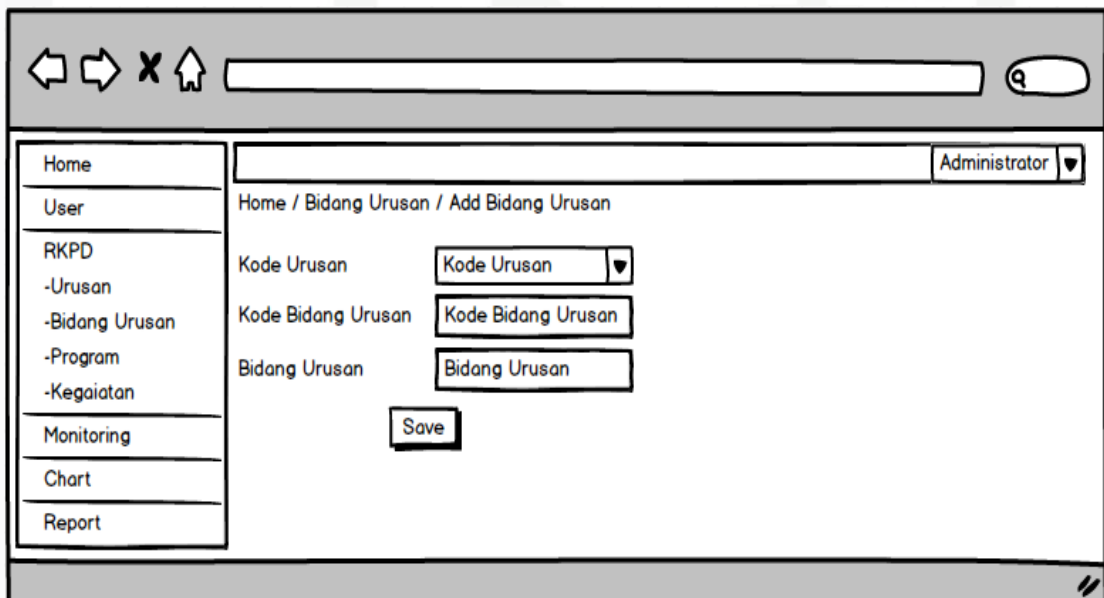 Home
User
RKPD
-Urusan
-Bidang Urusan
-Program
-Kegaiatan
Monitoring
Chart
Report
Administrator
Home / Bidang Urusan / Add Bidang Urusan
Kode Urusan Kode Urusan
Kode Bidang Urusan Kode Bidang Urusan
Bidang Urusan Bidang Urusan
Save